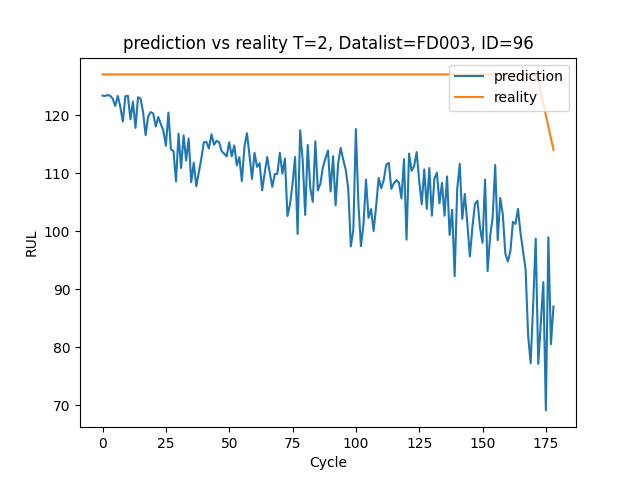 prediction vs reality T=2, Datalist=FD003, ID=96
prediction
reality
RUL
120
110
100
90
80
70
0 25 50 75 100 125 150 175
Cycle